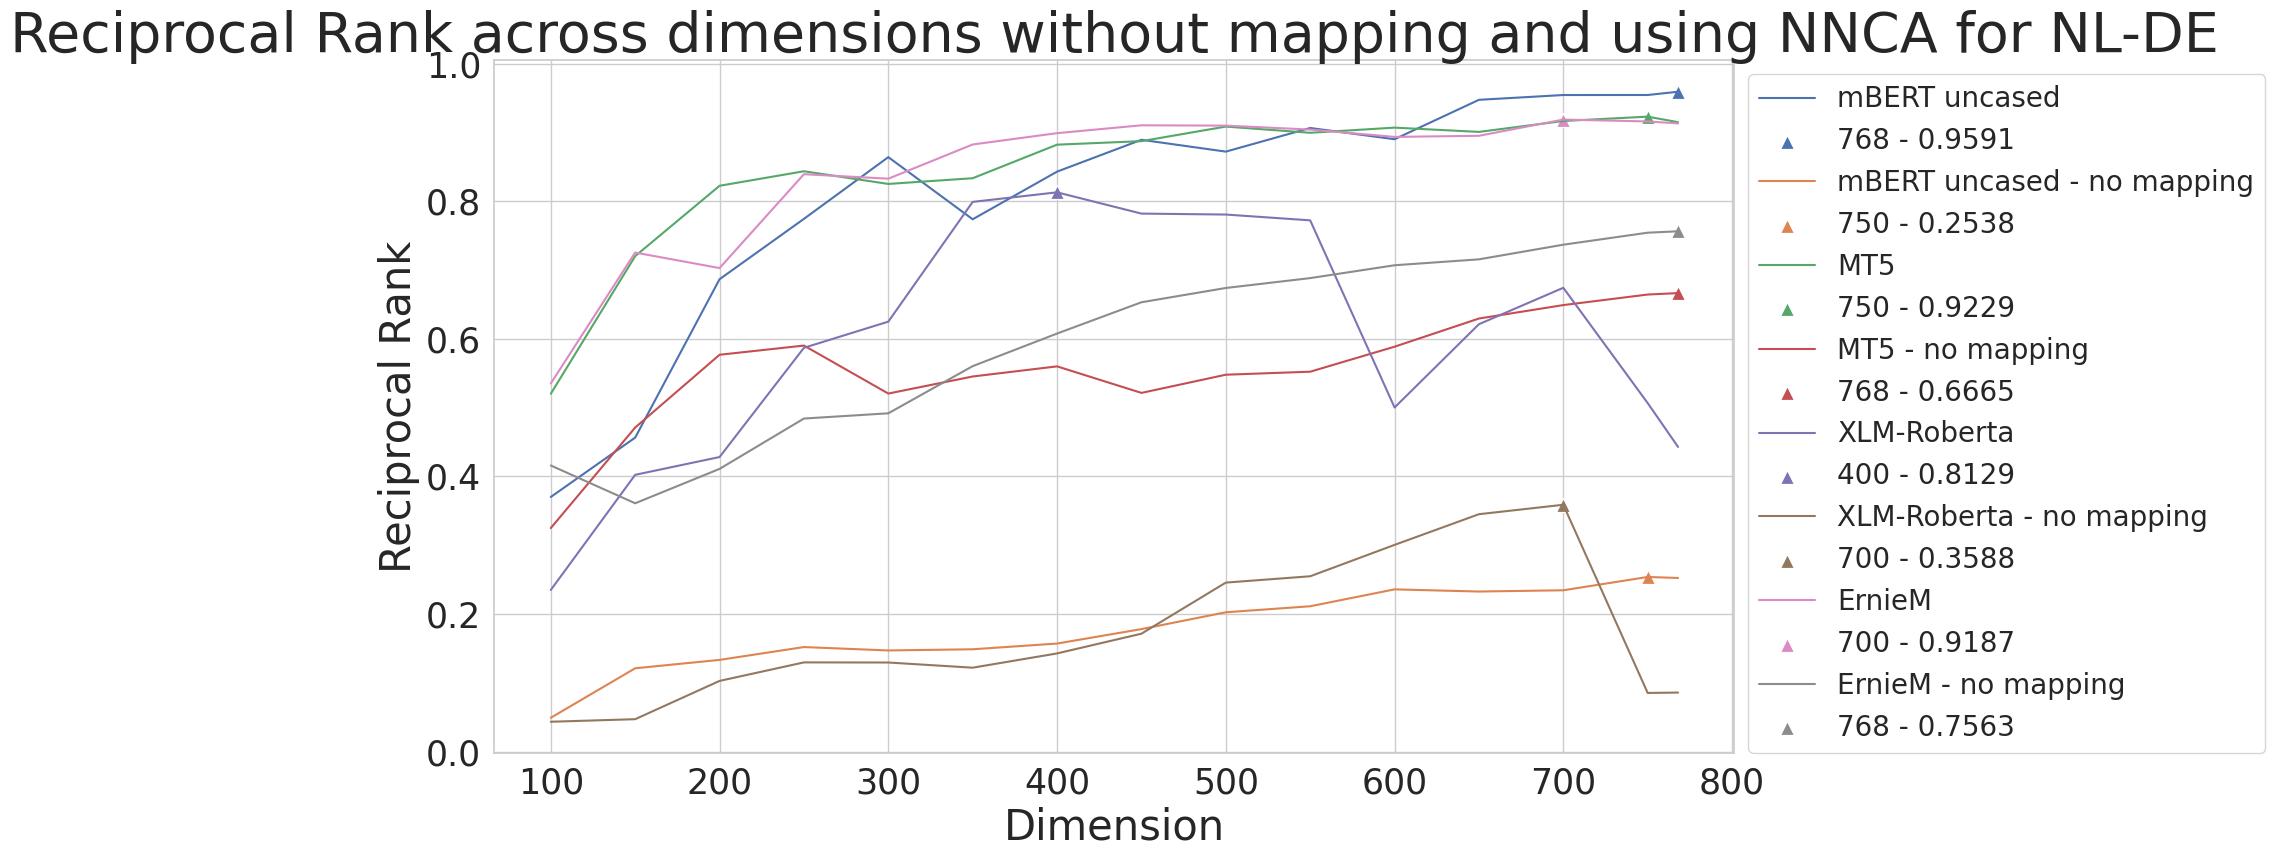 Reciprocal Rank across dimensions without mapping and using NNCA for NL-DE
Reciprocal Rank
1.0
0.8
0.6
0.4
0.2
0.0
100 200 300 400 500 600 700 800
Dimension
mBERT uncased
768 - 0.9591
mBERT uncased - no mapping
750 - 0.2538
MT5
750 - 0.9229
MT5 - no mapping
768 - 0.6665
XLM-Roberta
400 - 0.8129
XLM-Roberta - no mapping
700 - 0.3588
ErnieM
700 - 0.9187
ErnieM - no mapping
768 - 0.7563